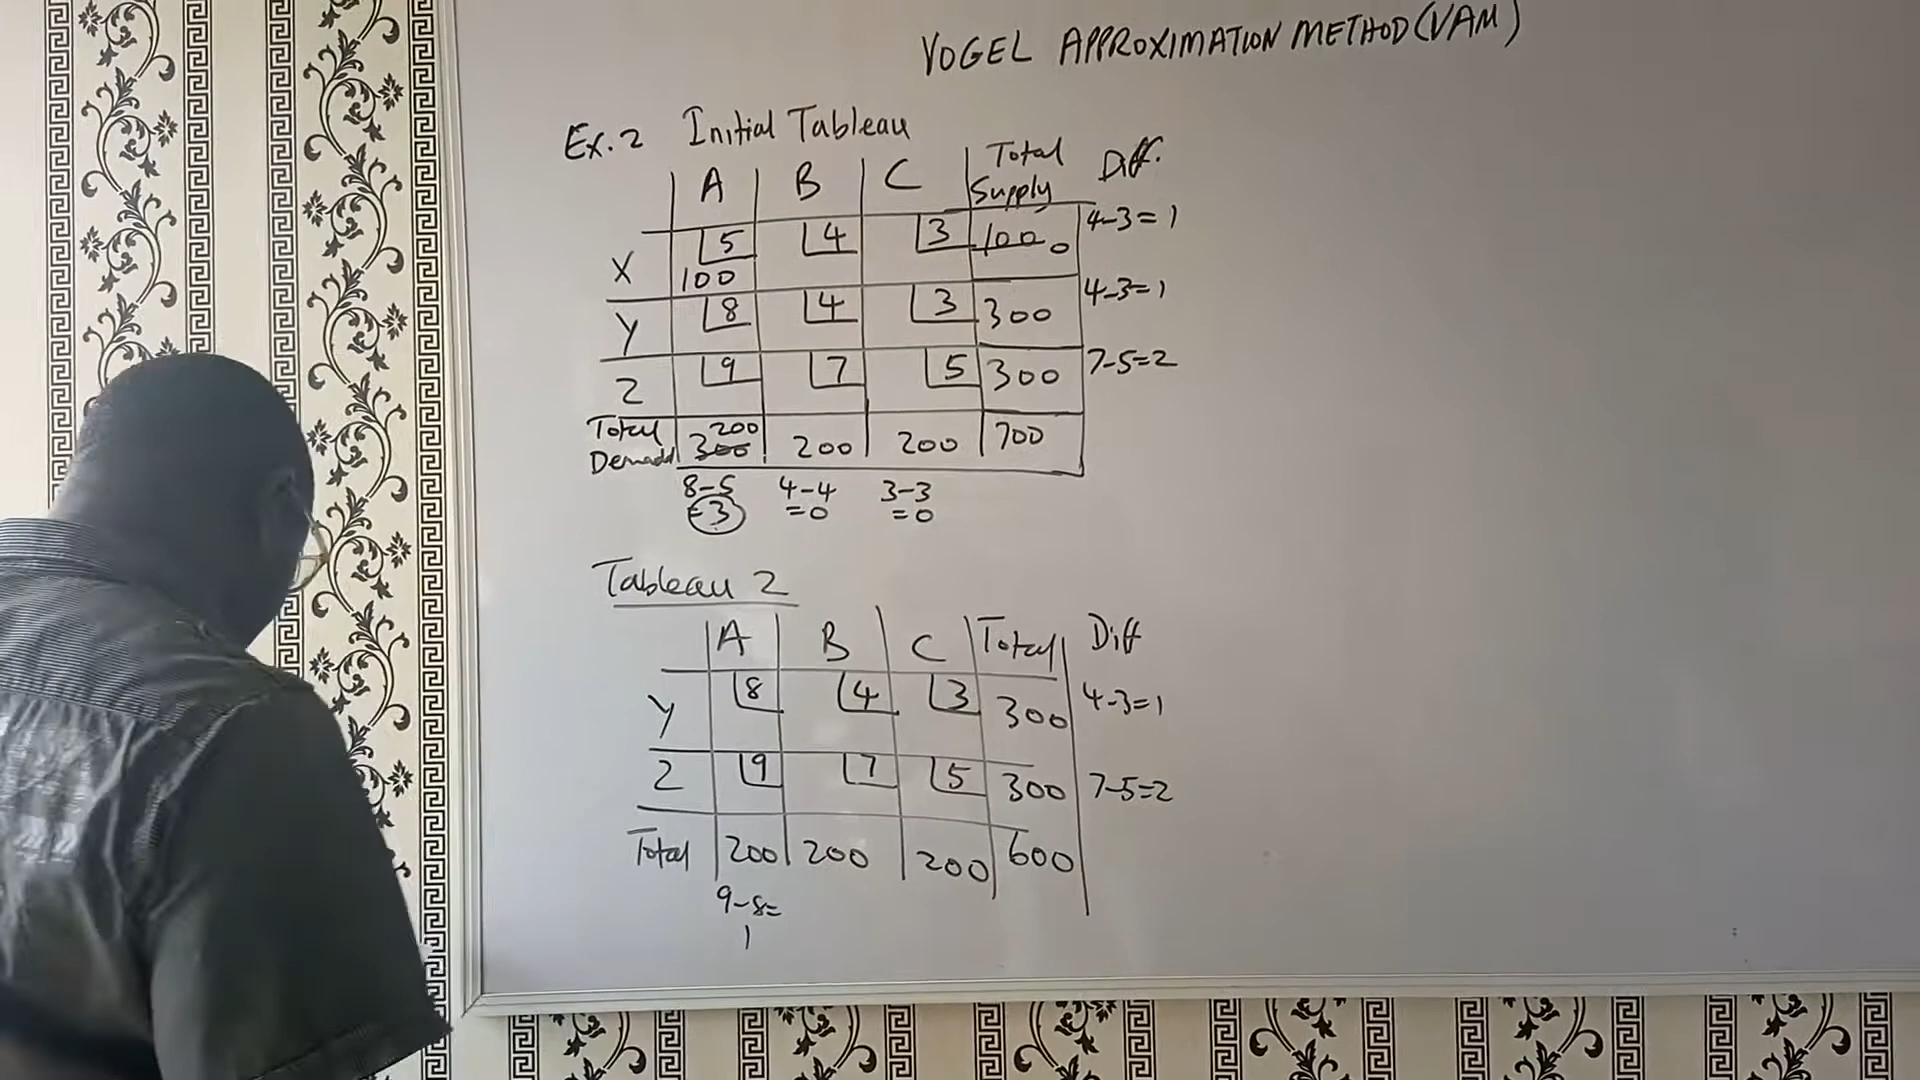 VOGEL APPROXIMATION METHOD (VAM)
Ex. 2 Initial Tableau
A B C Total Supply Diff.
X 5 4 3 100 0 4-3=1
100
Y 8 4 3 300 4-3=1
Z 9 7 5 300 7-5=2
Total Demand 300 200 200 200 700
8-5 4-4 3-3
=3 =0 =0
Tableau 2
A B C Total Diff
Y 8 4 3 300 4-3=1
Z 9 7 5 300 7-5=2
Total 200 200 200 600
9-8=
1